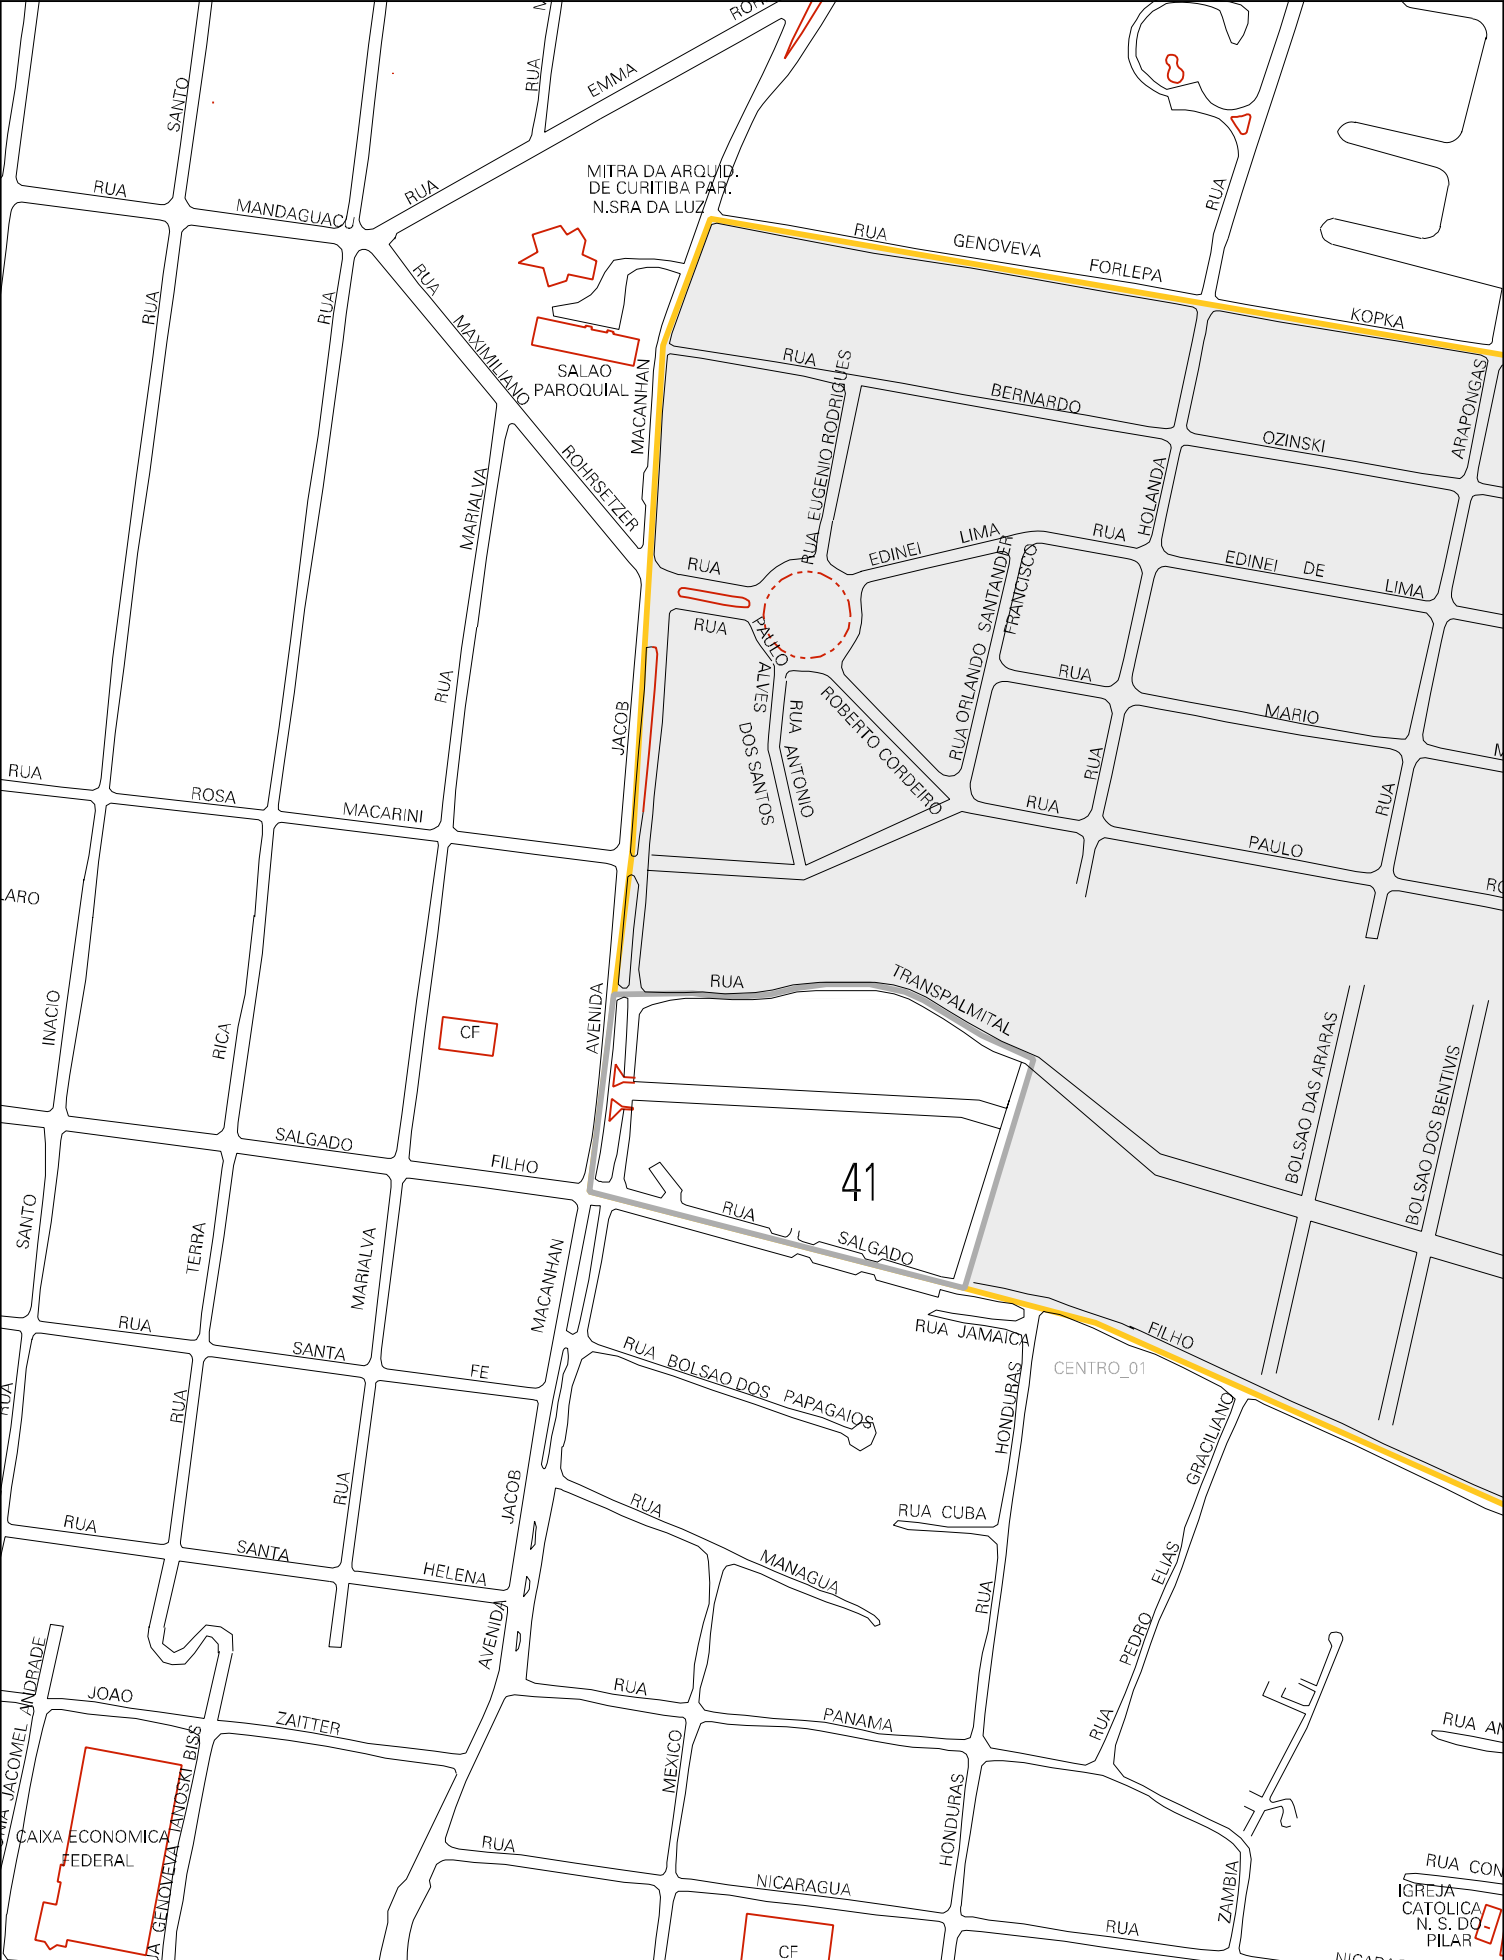 EMMA
RUA
SANTO
MITRA DA ARQUID.
DE CURITIBA PAR.
N.SRA DA LUZ
RUA
RUA
RUA
MANDAGUACU
RUA
GENOVEVA
FORLEPA
KOPKA
RUA
RUA
RUA
MAXIMILIANO
ROHRSETZER
SALAO
PAROQUIAL
MACANHAN
RUA
BERNARDO
OZINSKI
ARAPONGAS
RUA EUGENIO RODRIGUES
HOLANDA
MARIALVA
RUA
EDINEI
LIMA
RUA
EDINEI DE LIMA
RUA
RUA
PAULO
ALVES
DOS SANTOS
RUA ANTONIO
ROBERTO CORDEIRO
RUA ORLANDO SANTANDER
FRANCISCO
RUA
MARIO
RUA
RUA
JACOB
RUA
RUA
ROSA
MACARINI
RUA
PAULO
LARO
RUA
TRANSPALMITAL
INACIO
RICA
CF
AVENIDA
BOLSAO DAS ARARAS
BOLSAO DOS BENTIVIS
SALGADO
FILHO
41
RUA
SALGADO
FILHO
SANTO
TERRA
MARIALVA
MACANHAN
RUA
SANTA
FE
RUA JAMAICA
CENTRO_01
RUA BOLSAO DOS PAPAGAIOS
HONDURAS
GRACILIANO
RUA
RUA
RUA
JACOB
RUA
MANAGUA
RUA CUBA
RUA
SANTA
HELENA
ELIAS
RUA
PEDRO
RUA
AVENIDA
JOAO
ZAITTER
RUA
PANAMA
MEXICO
HONDURAS
JACOMEL ANDRADE
GENOVEVA IANOSKI BISS
CAIXA ECONOMICA
FEDERAL
RUA
NICARAGUA
RUA
ZAMBIA
RUA AN
RUA CON
IGREJA
CATOLICA
N. S. DO
PILAR
CF